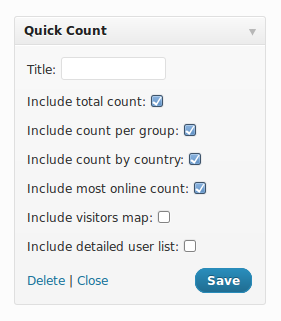 Quick Count
Title:
Include total count:
Include count per group:
Include count by country:
Include most online count:
Include visitors map:
Include detailed user list:
Delete | Close
Save